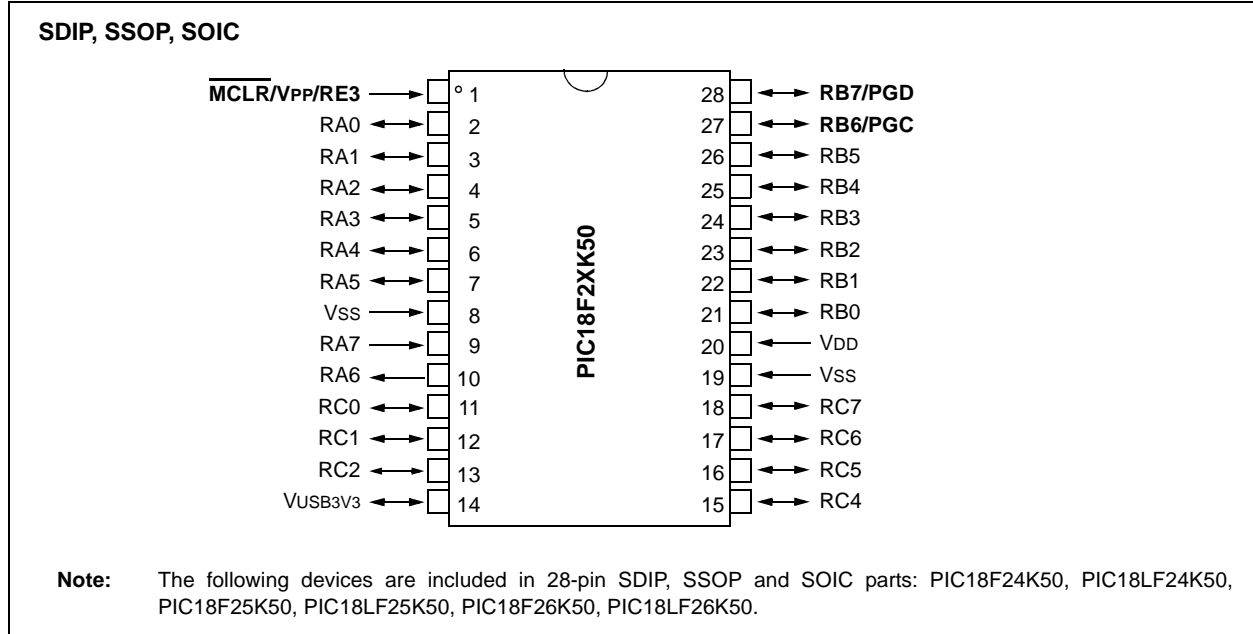 SDIP, SSOP, SOIC
MCLR/VPP/RE3 1 28 RB7/PGD
RA0 2 27 RB6/PGC
RA1 3 26 RB5
RA2 4 25 RB4
RA3 5 24 RB3
RA4 6 23 RB2
RA5 7 22 RB1
VSS 8 21 RB0
RA7 9 20 VDD
RA6 10 19 VSS
RC0 11 18 RC7
RC1 12 17 RC6
RC2 13 16 RC5
VUSB3V3 14 15 RC4
PIC18F2XK50
Note: The following devices are included in 28-pin SDIP, SSOP and SOIC parts: PIC18F24K50, PIC18LF24K50,
PIC18F25K50, PIC18LF25K50, PIC18F26K50, PIC18LF26K50.